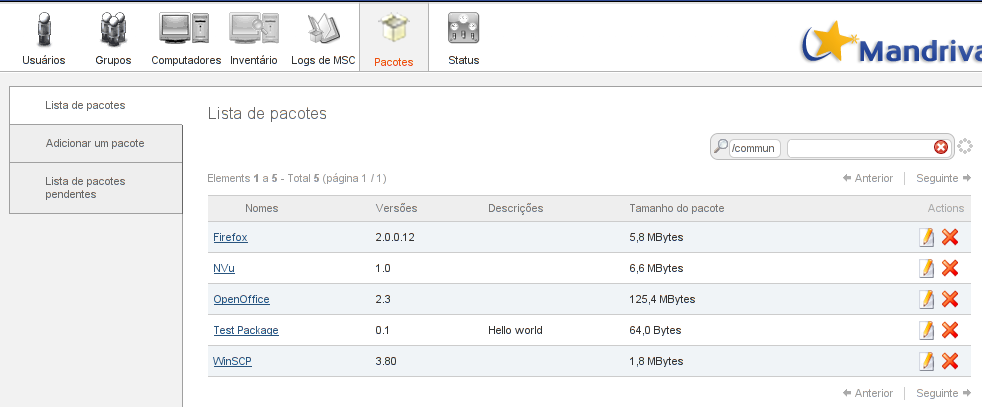 Usuários Grupos Computadores Inventário Logs de MSC Pacotes Status
Mandriva
Lista de pacotes
Adicionar um pacote
Lista de pacotes
pendentes
Lista de pacotes
/commun
Elements 1 a 5 - Total 5 (página 1 / 1) Anterior Seguinte
Nomes Versões Descrições Tamanho do pacote Actions
Firefox 2.0.0.12 5,8 MBytes
NVu 1.0 6,6 MBytes
OpenOffice 2.3 125,4 MBytes
Test Package 0.1 Hello world 64,0 Bytes
WinSCP 3.80 1,8 MBytes
Anterior Seguinte